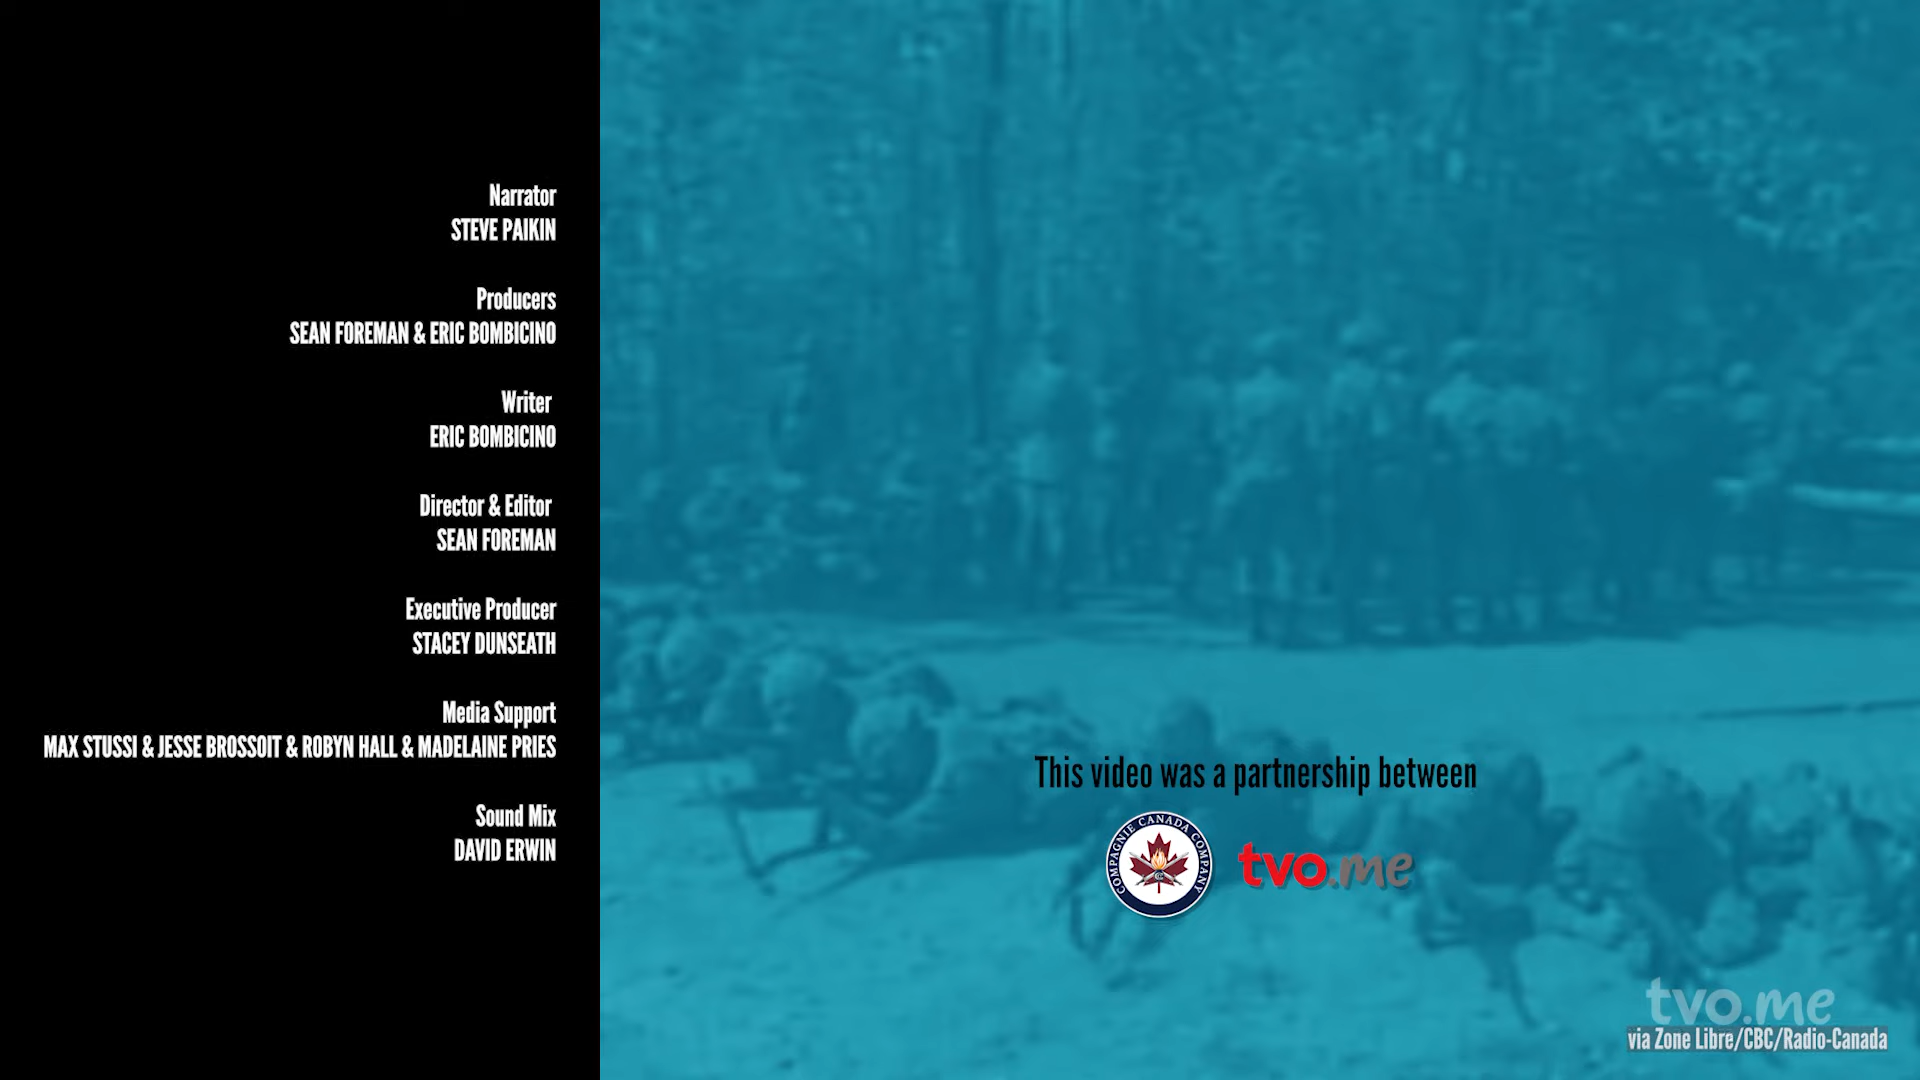 Narrator
STEVE PAIKIN
Producers
SEAN FOREMAN & ERIC BOMBICINO
Writer
ERIC BOMBICINO
Director & Editor
SEAN FOREMAN
Executive Producer
STACEY DUNSEATH
Media Support
MAX STUSSI & JESSE BROSSOIT & ROBYN HALL & MADELAINE PRIES
Sound Mix
DAVID ERWIN
This video was a partnership between
COMPAGNIE CANADA COMPANY
tvo.me
tvo.me
via Zone Libre/CBC/Radio-Canada